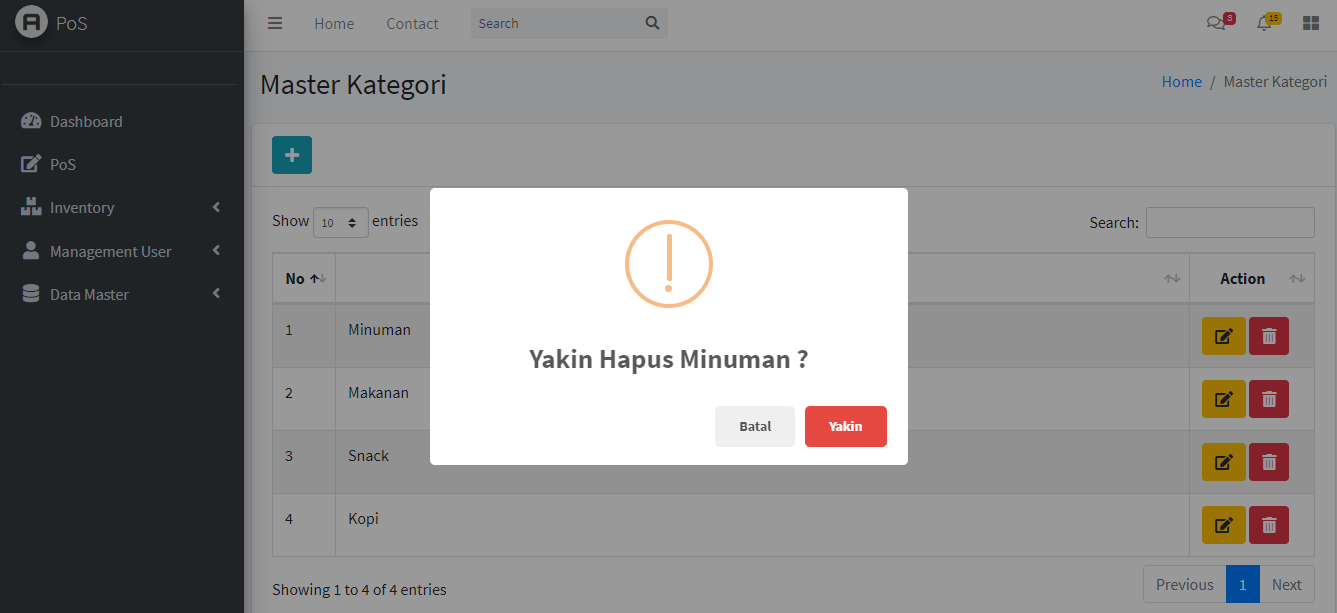 PoS
Home
Contact
Search
3
15
Master Kategori
Home / Master Kategori
Dashboard
PoS
Inventory
Management User
Data Master
Show 10 entries
Search:
No
Action
1
Minuman
2
Makanan
3
Snack
4
Kopi
Yakin Hapus Minuman ?
Batal
Yakin
Showing 1 to 4 of 4 entries
Previous
1
Next